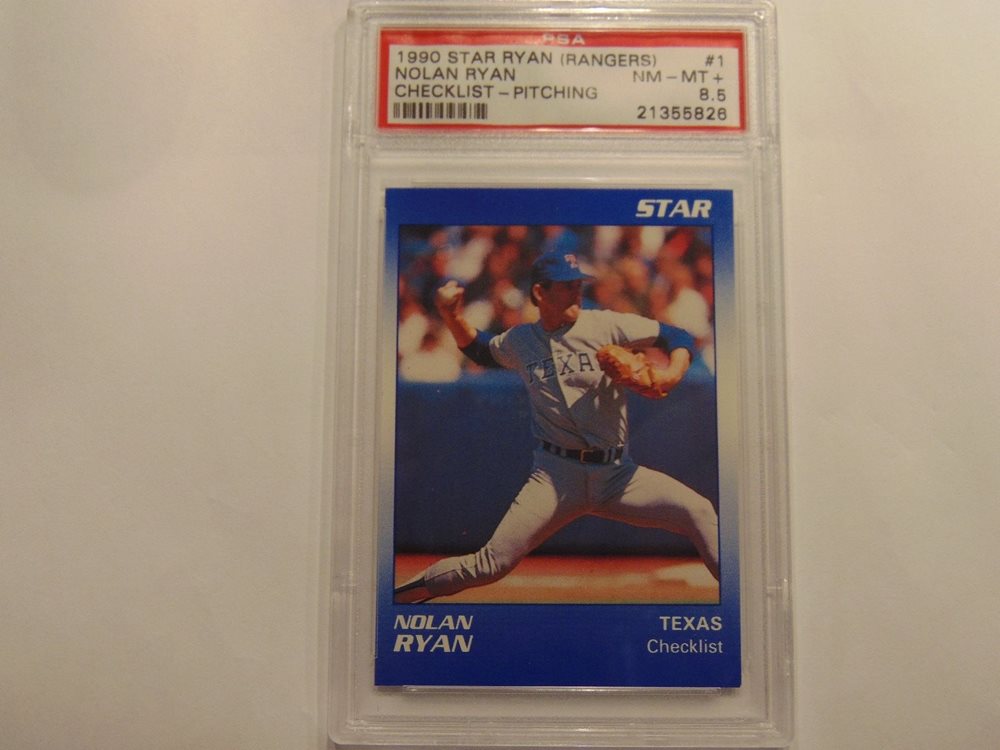 PSA
1990 STAR RYAN (RANGERS) #1
NOLAN RYAN NM - MT +
CHECKLIST - PITCHING 8.5
21355826
STAR
TEXA
NOLAN
RYAN
TEXAS
Checklist